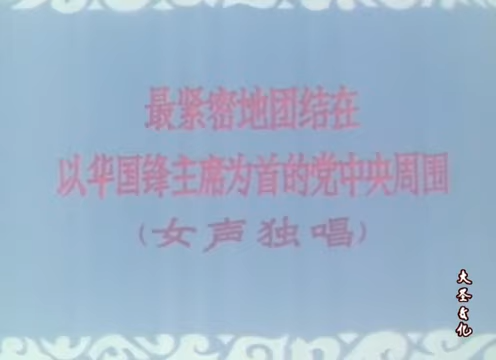 最紧密地团结在
以华国锋主席为首的党中央周围
(女声独唱)
大圣文化